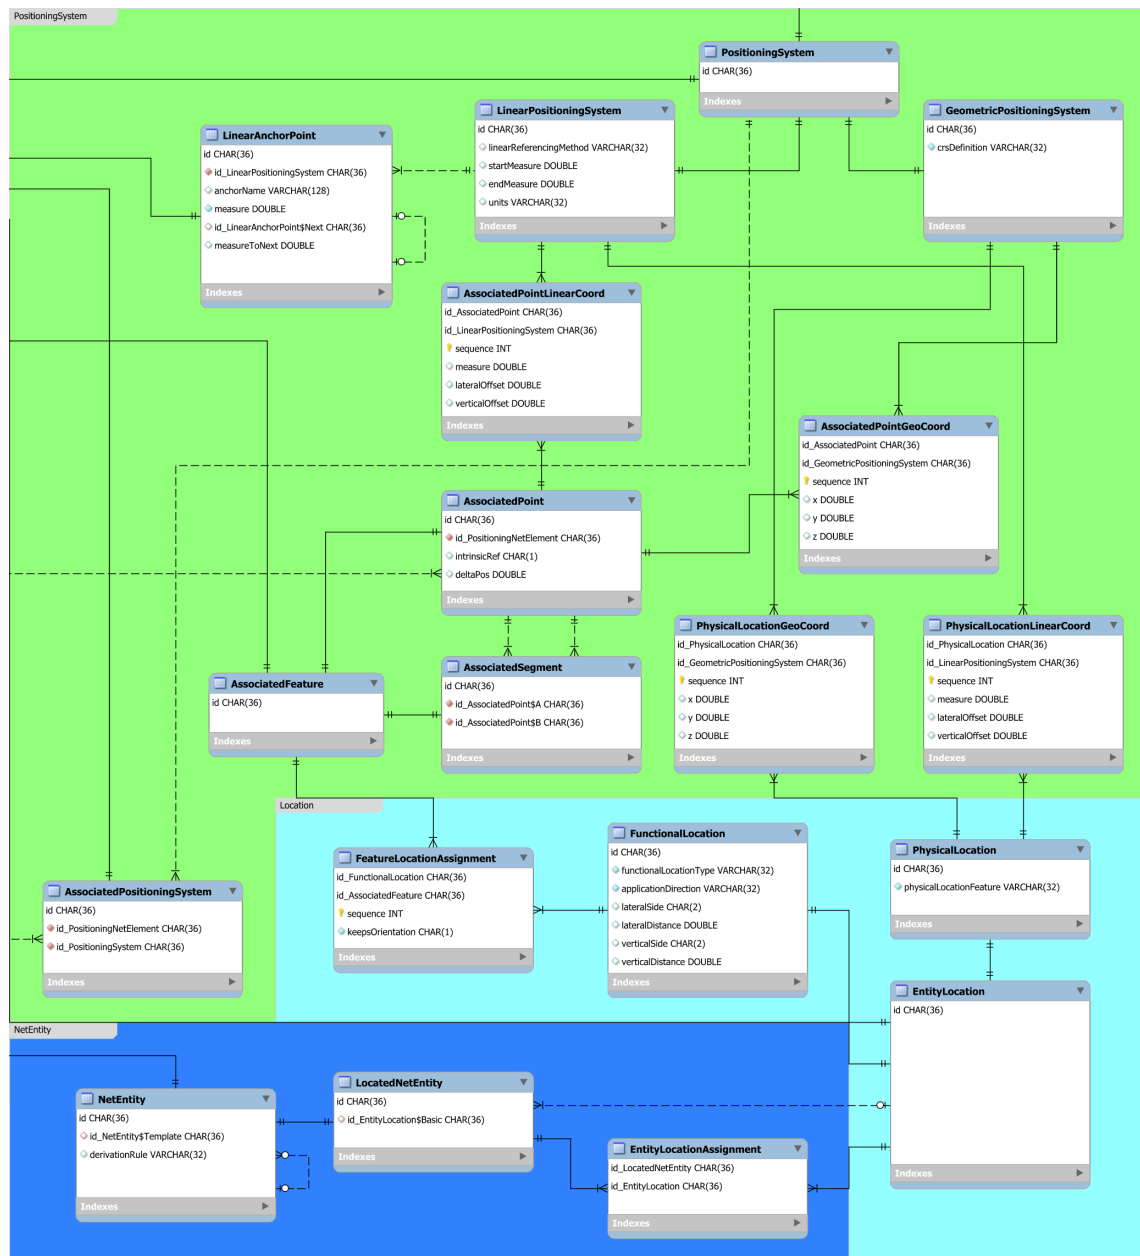 PositioningSystem
PositioningSystem
id CHAR(36)
Indexes
LinearPositioningSystem
id CHAR(36)
linearReferencingMethod VARCHAR(32)
startMeasure DOUBLE
endMeasure DOUBLE
units VARCHAR(32)
Indexes
GeometricPositioningSystem
id CHAR(36)
crsDefinition VARCHAR(32)
Indexes
LinearAnchorPoint
id CHAR(36)
id_LinearPositioningSystem CHAR(36)
anchorName VARCHAR(128)
measure DOUBLE
id_LinearAnchorPoint$Next CHAR(36)
measureToNext DOUBLE
Indexes
AssociatedPointLinearCoord
id_AssociatedPoint CHAR(36)
id_LinearPositioningSystem CHAR(36)
sequence INT
measure DOUBLE
lateralOffset DOUBLE
verticalOffset DOUBLE
Indexes
AssociatedPointGeoCoord
id_AssociatedPoint CHAR(36)
id_GeometricPositioningSystem CHAR(36)
sequence INT
x DOUBLE
y DOUBLE
z DOUBLE
Indexes
AssociatedPoint
id CHAR(36)
id_PositioningNetElement CHAR(36)
intrinsicRef CHAR(1)
deltaPos DOUBLE
Indexes
PhysicalLocationGeoCoord
id_PhysicalLocation CHAR(36)
id_GeometricPositioningSystem CHAR(36)
sequence INT
x DOUBLE
y DOUBLE
z DOUBLE
Indexes
PhysicalLocationLinearCoord
id_PhysicalLocation CHAR(36)
id_LinearPositioningSystem CHAR(36)
sequence INT
measure DOUBLE
lateralOffset DOUBLE
verticalOffset DOUBLE
Indexes
AssociatedSegment
id CHAR(36)
id_AssociatedPoint$A CHAR(36)
id_AssociatedPoint$B CHAR(36)
Indexes
AssociatedFeature
id CHAR(36)
Indexes
Location
FunctionalLocation
id CHAR(36)
functionalLocationType VARCHAR(32)
applicationDirection VARCHAR(32)
lateralSide CHAR(2)
lateralDistance DOUBLE
verticalSide CHAR(2)
verticalDistance DOUBLE
Indexes
PhysicalLocation
id CHAR(36)
physicalLocationFeature VARCHAR(32)
Indexes
FeatureLocationAssignment
id_FunctionalLocation CHAR(36)
id_AssociatedFeature CHAR(36)
sequence INT
keepsOrientation CHAR(1)
Indexes
AssociatedPositioningSystem
id CHAR(36)
id_PositioningNetElement CHAR(36)
id_PositioningSystem CHAR(36)
Indexes
EntityLocation
id CHAR(36)
Indexes
NetEntity
NetEntity
id CHAR(36)
id_NetEntity$Template CHAR(36)
derivationRule VARCHAR(32)
Indexes
LocatedNetEntity
id CHAR(36)
id_EntityLocation$Basic CHAR(36)
Indexes
EntityLocationAssignment
id_LocatedNetEntity CHAR(36)
id_EntityLocation CHAR(36)
Indexes